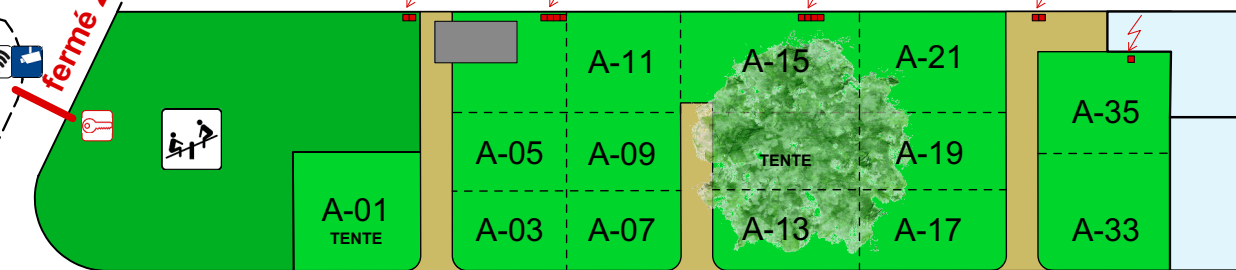 fermé
A-11
A-15
A-21
A-35
A-05
A-09
TENTE
A-19
A-01
TENTE
A-03
A-07
A-13
A-17
A-33